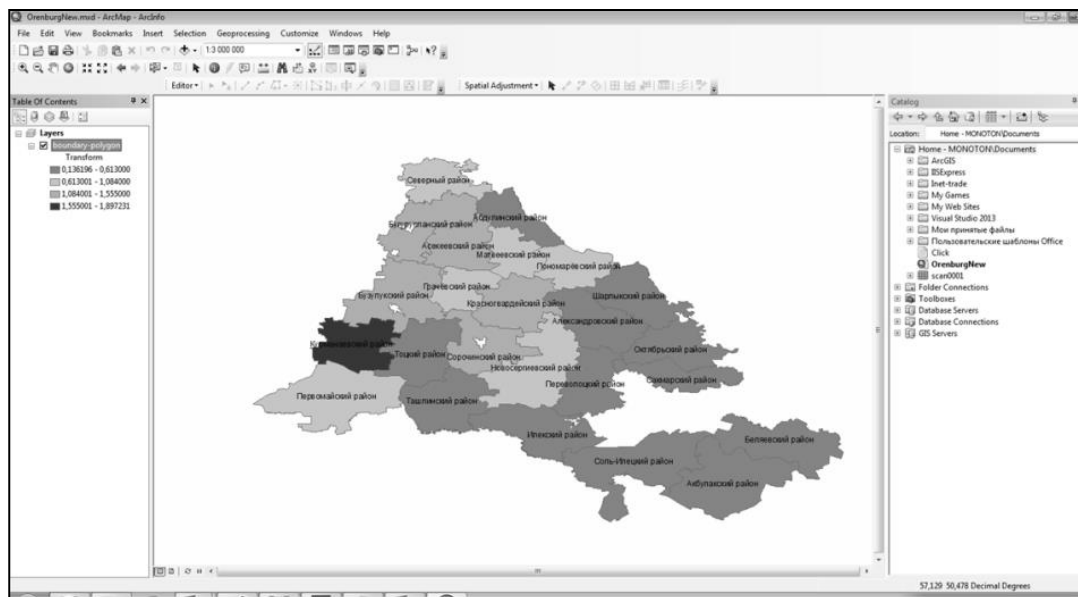 OrenburgNew.mxd - ArcMap - ArcInfo
File Edit View Bookmarks Insert Selection Geoprocessing Customize Windows Help
1:3 000 000
Editor
Spatial Adjustment
Table Of Contents
Layers
boundary-polygon
Transform
0,136196 - 0,613000
0,613001 - 1,084000
1,084001 - 1,555000
1,555001 - 1,897231
Северный район
Абдулинский район
Бугурусланский район
Асекеевский район
Матвеевский район
Пономарёвский район
Грачёвский район
Бузулукский район
Красногвардейский район
Шарлыкский район
Александровский район
Курманаевский район
Тоцкий район
Сорочинский район
Октябрьский район
Новосергиевский район
Сакмарский район
Переволоцкий район
Первомайский район
Ташлинский район
Илекский район
Беляевский район
Соль-Илецкий район
Акбулакский район
Catalog
Location: Home - MONOTON\Documents
Home - MONOTON\Documents
ArcGIS
IISExpress
Inet-trade
My Games
My Web Sites
Visual Studio 2013
Мои принятые файлы
Пользовательские шаблоны Office
Click
OrenburgNew
scan0001
Folder Connections
Toolboxes
Database Servers
Database Connections
GIS Servers
57,129 50,478 Decimal Degrees